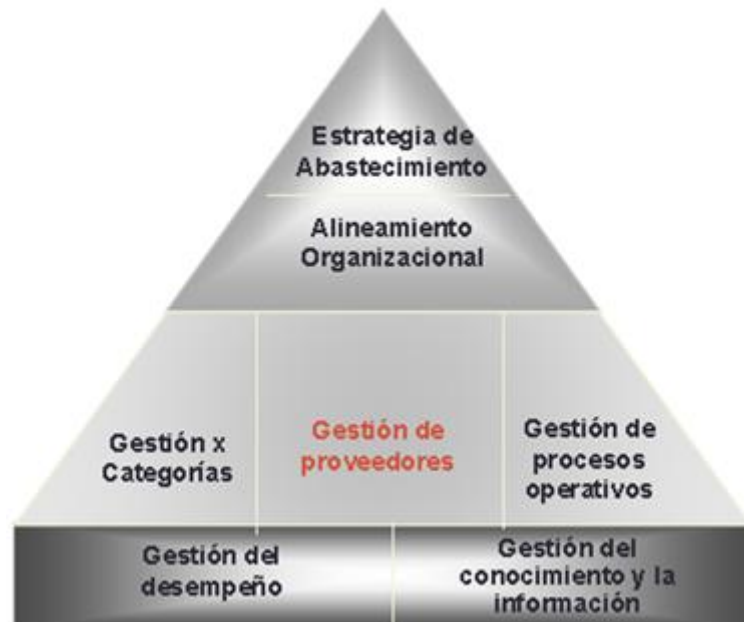 Estrategia de
Abastecimiento
Alineamiento
Organizacional
Gestión x
Categorías
Gestión de
proveedores
Gestión de
procesos
operativos
Gestión del
desempeño
Gestión del
conocimiento y la
información